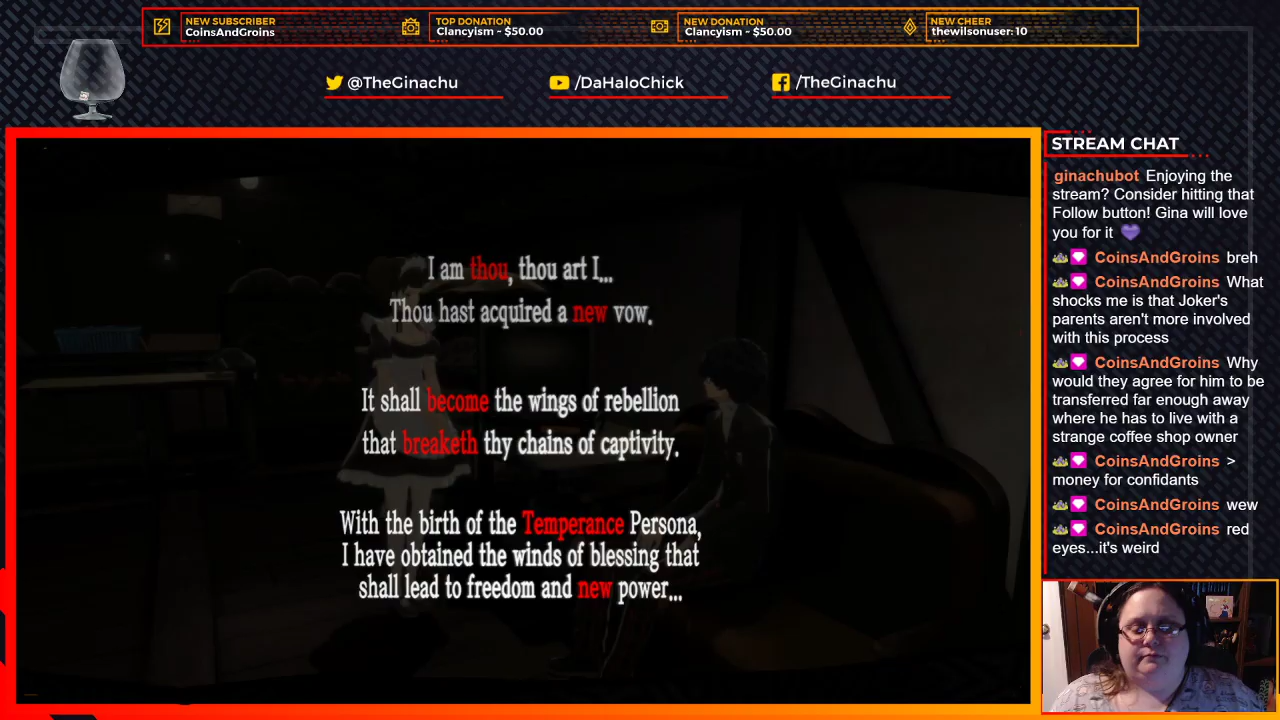 NEW SUBSCRIBER
CoinsAndGroins
TOP DONATION
Clancyism ~ $50.00
NEW DONATION
Clancyism ~ $50.00
NEW CHEER
thewilsonuser: 10
@TheGinachu
/DaHaloChick
/TheGinachu
I am thou, thou art I...
Thou hast acquired a new vow.
It shall become the wings of rebellion
that breaketh thy chains of captivity.
With the birth of the Temperance Persona,
I have obtained the winds of blessing that
shall lead to freedom and new power...
STREAM CHAT
ginachubot Enjoying the
stream? Consider hitting that
Follow button! Gina will love
you for it
CoinsAndGroins breh
CoinsAndGroins What
shocks me is that Joker's
parents aren't more involved
with this process
CoinsAndGroins Why
would they agree for him to be
transferred far enough away
where he has to live with a
strange coffee shop owner
CoinsAndGroins >
money for confidants
CoinsAndGroins wew
CoinsAndGroins red
eyes...it's weird